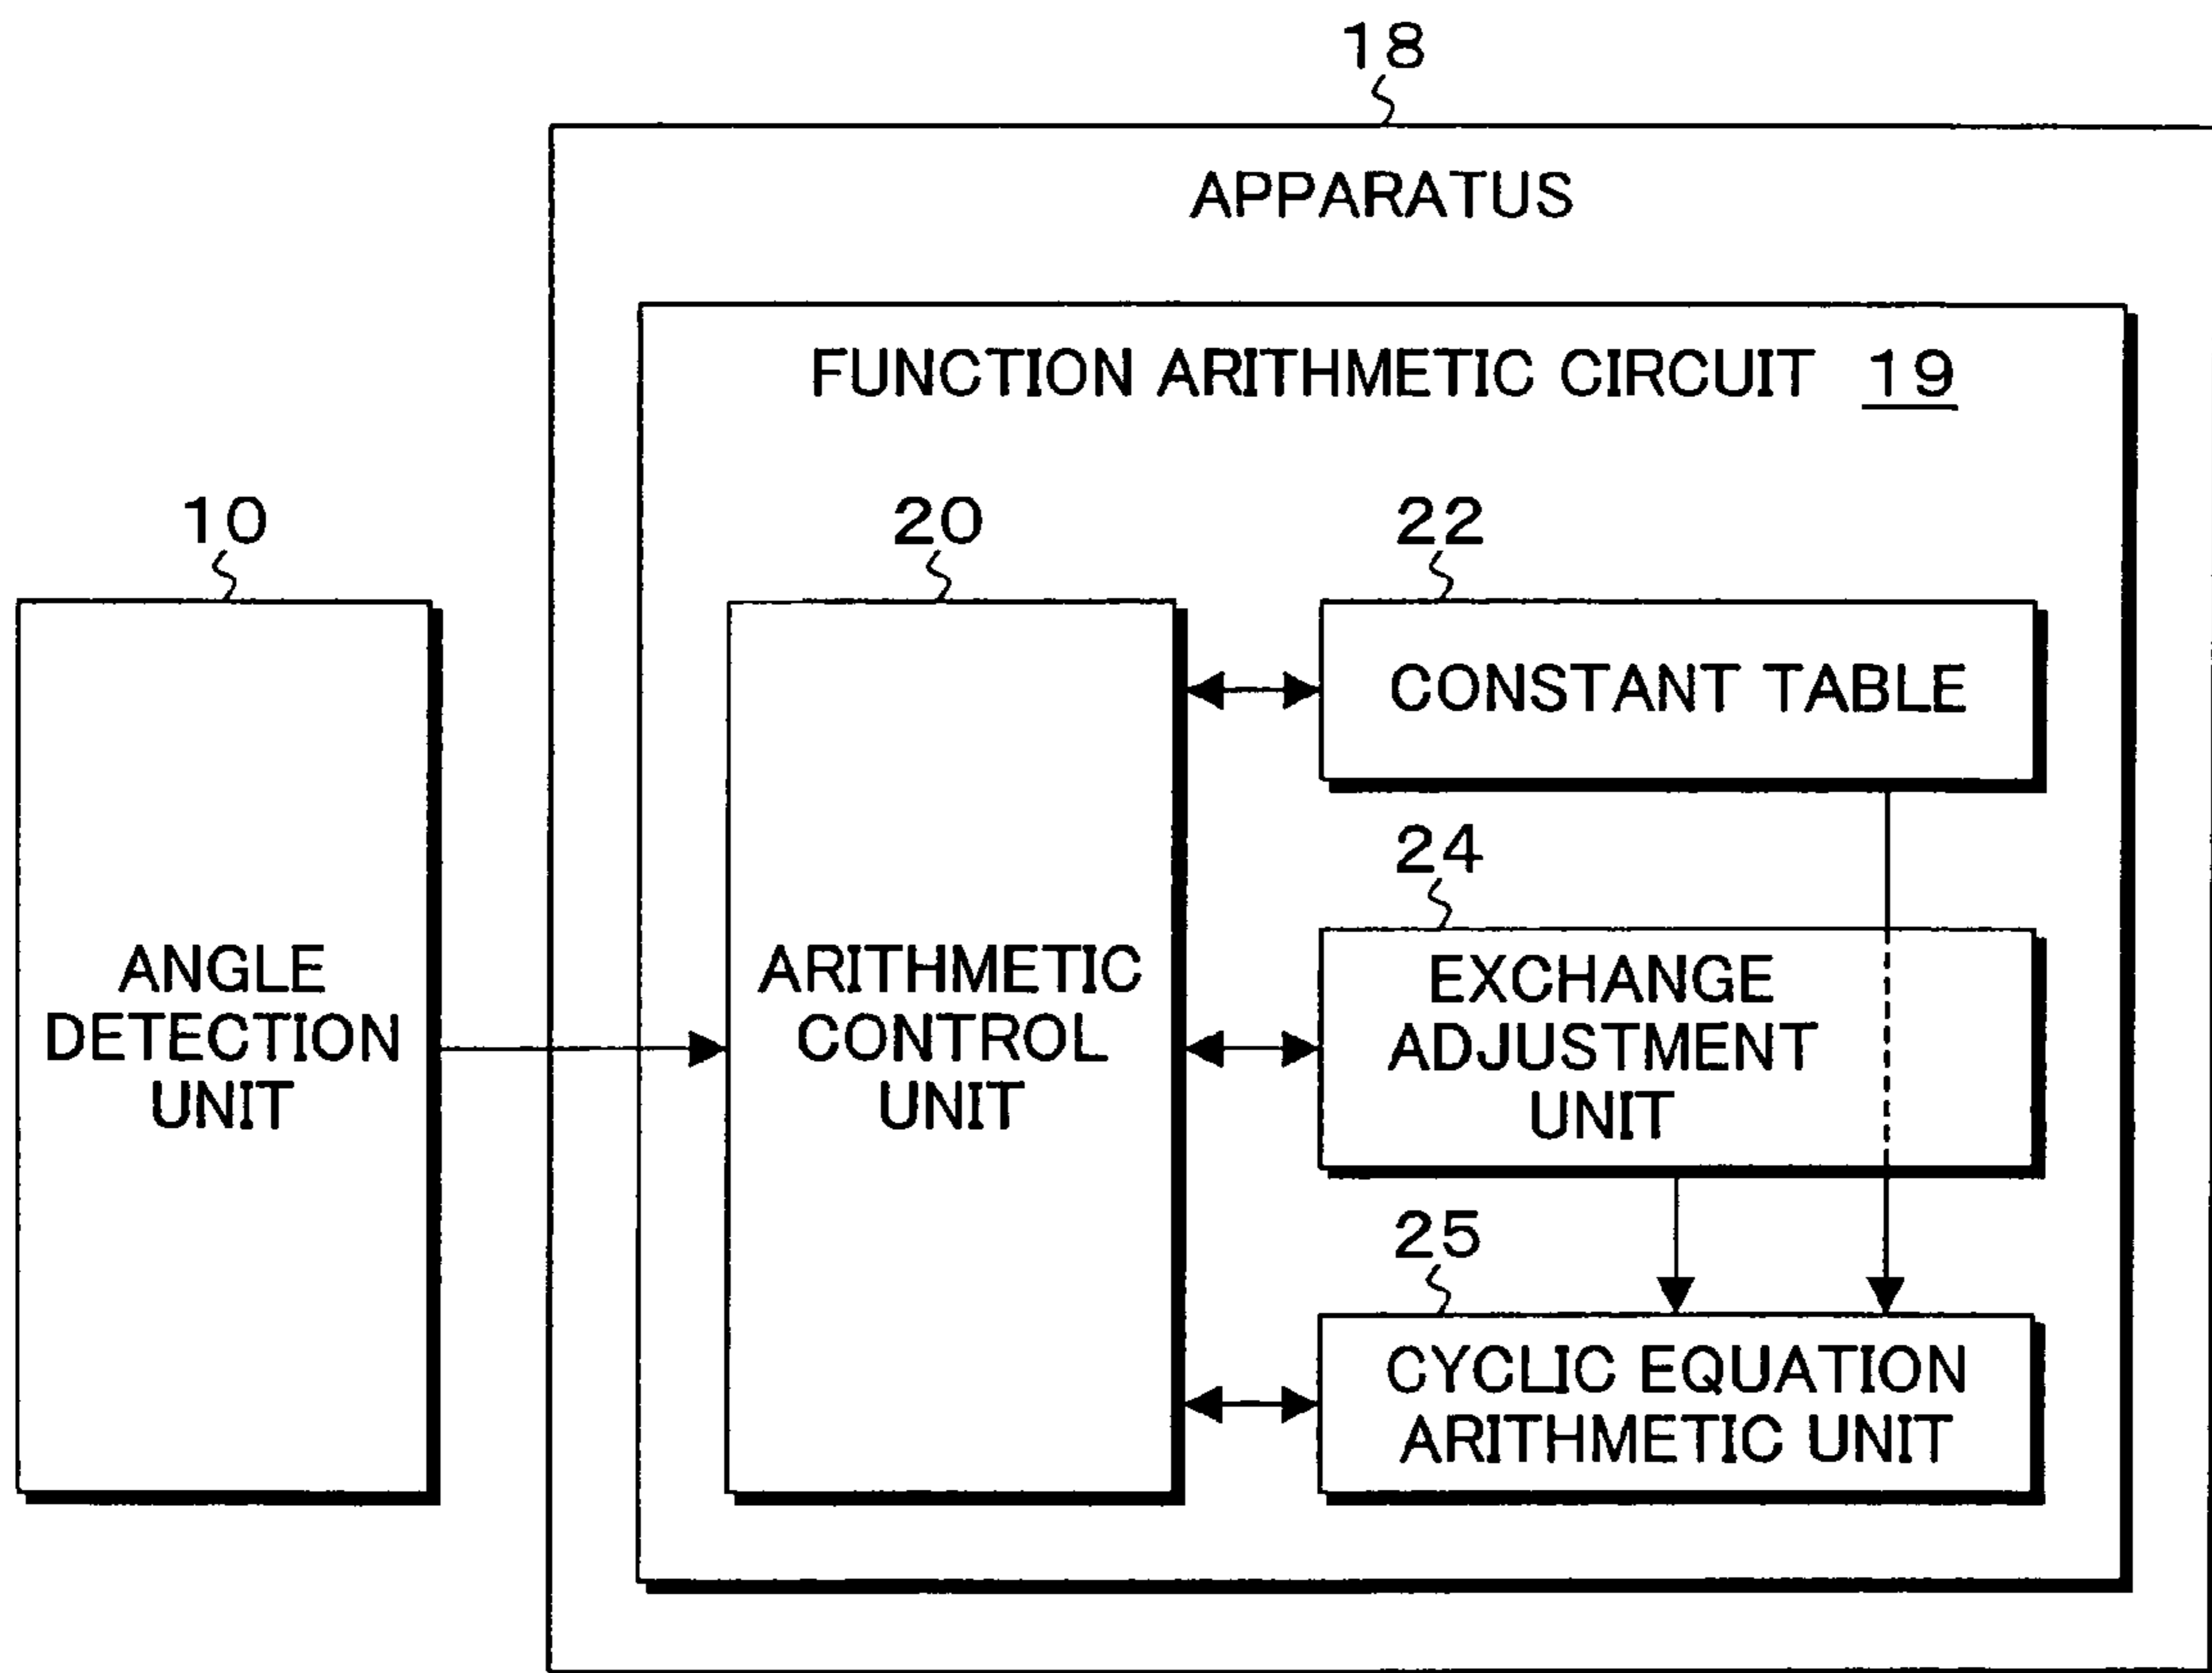 18
APPARATUS
FUNCTION ARITHMETIC CIRCUIT 19
10
ANGLE
DETECTION
UNIT
20
ARITHMETIC
CONTROL
UNIT
22
CONSTANT TABLE
24
EXCHANGE
ADJUSTMENT
UNIT
25
CYCLIC EQUATION
ARITHMETIC UNIT